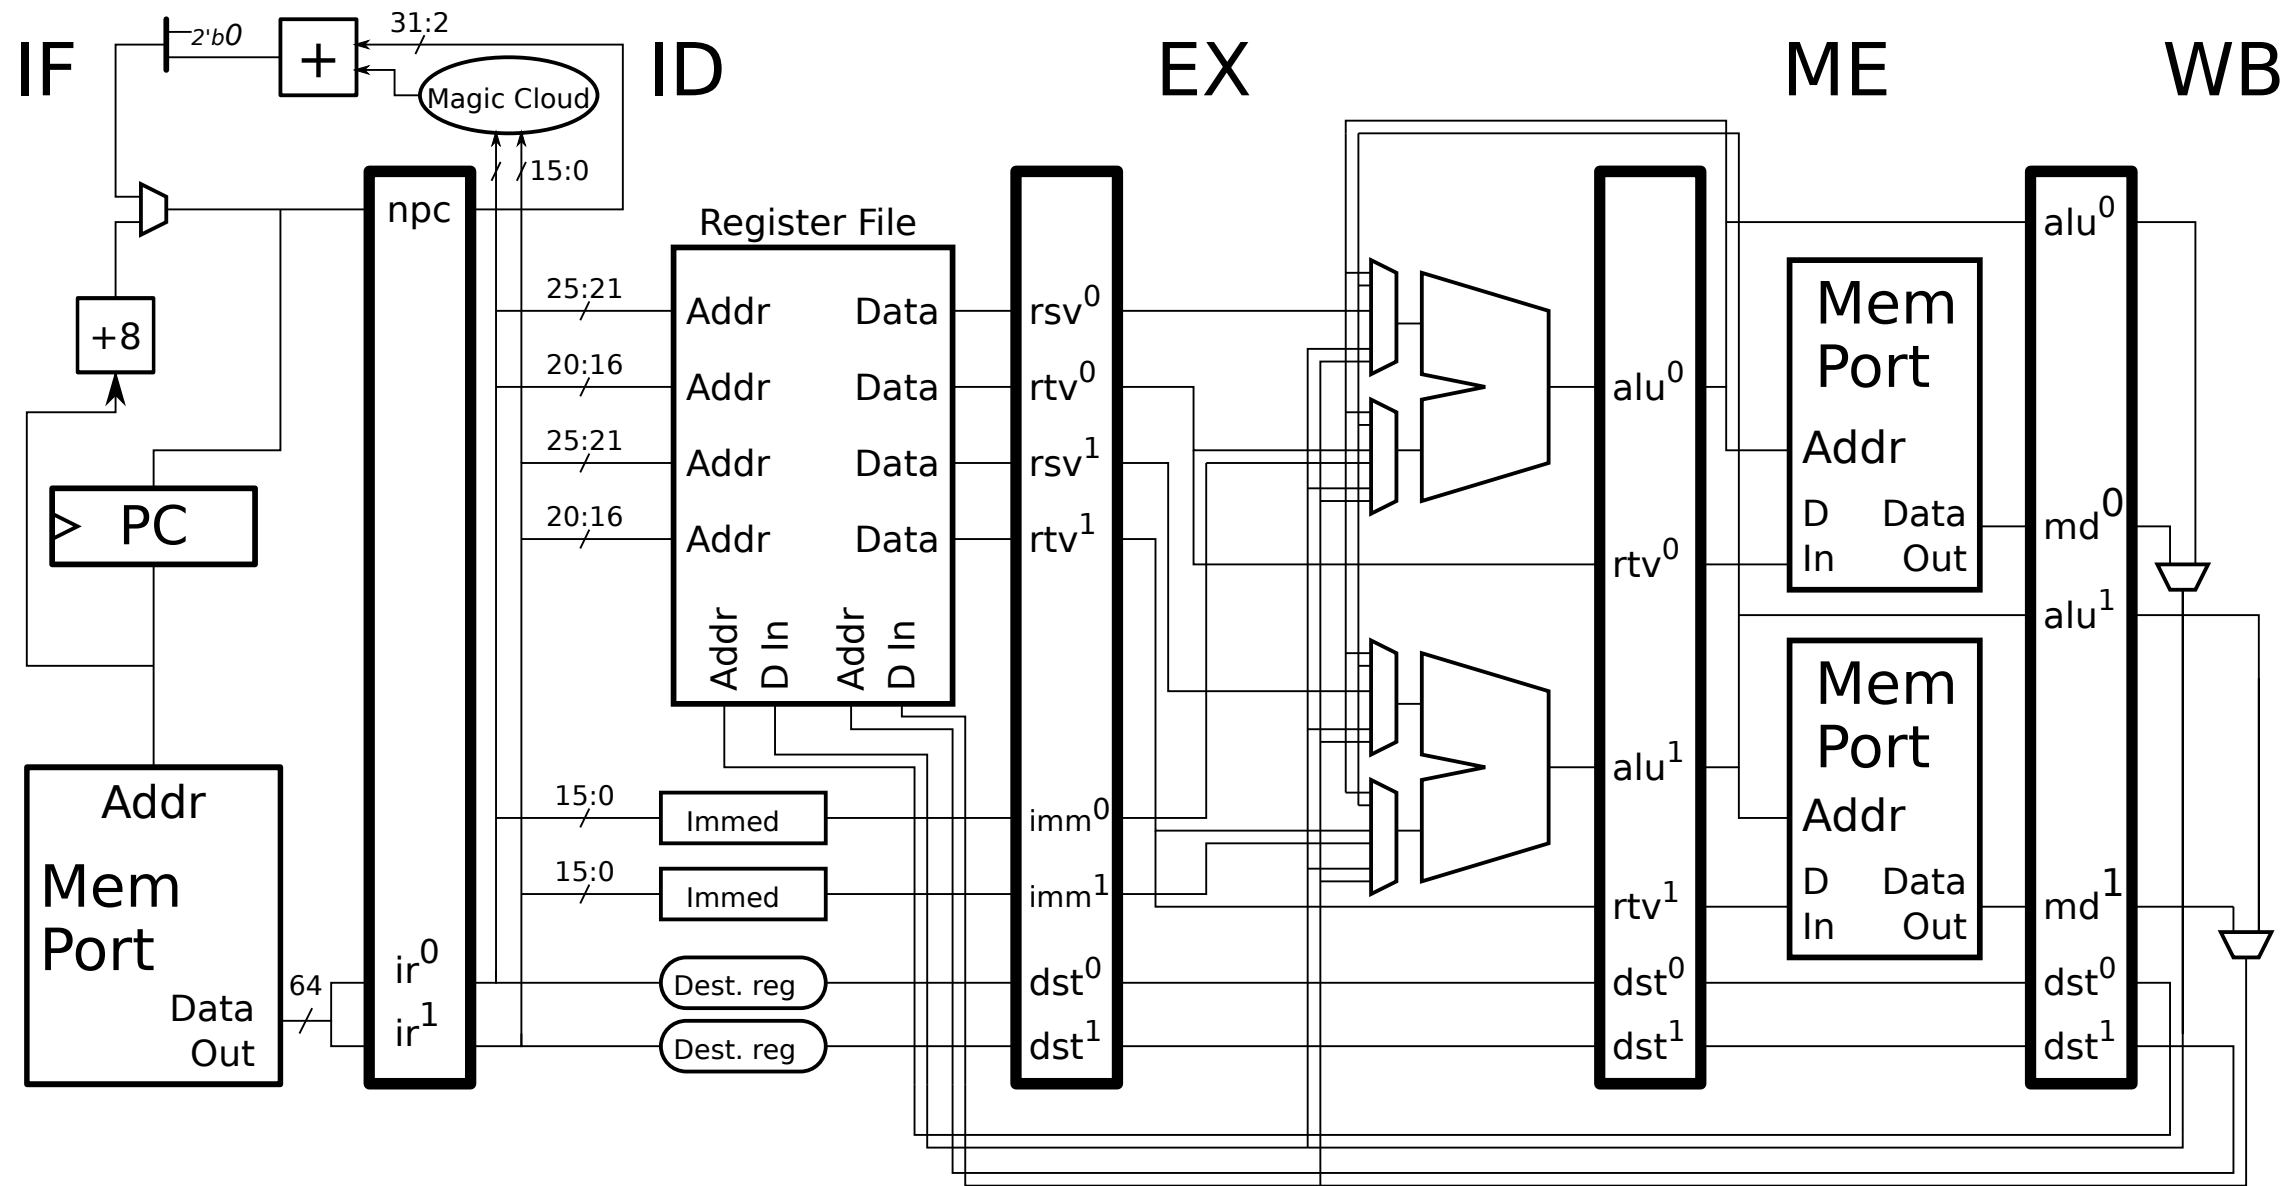 IF
ID
EX
ME
WB
2'b0
+
31:2
Magic Cloud
15:0
npc
+8
PC
Addr
Mem
Port
Data
Out
64
ir0
ir1
Register File
25:21
Addr
Data
20:16
Addr
Data
25:21
Addr
Data
20:16
Addr
Data
Addr
D In
Addr
D In
15:0
Immed
15:0
Immed
Dest. reg
Dest. reg
rsv0
rtv0
rsv1
rtv1
imm0
imm1
dst0
dst1
alu0
rtv0
alu1
rtv1
dst0
dst1
Mem
Port
Addr
D Data
In Out
Mem
Port
Addr
D Data
In Out
alu0
md0
alu1
md1
dst0
dst1